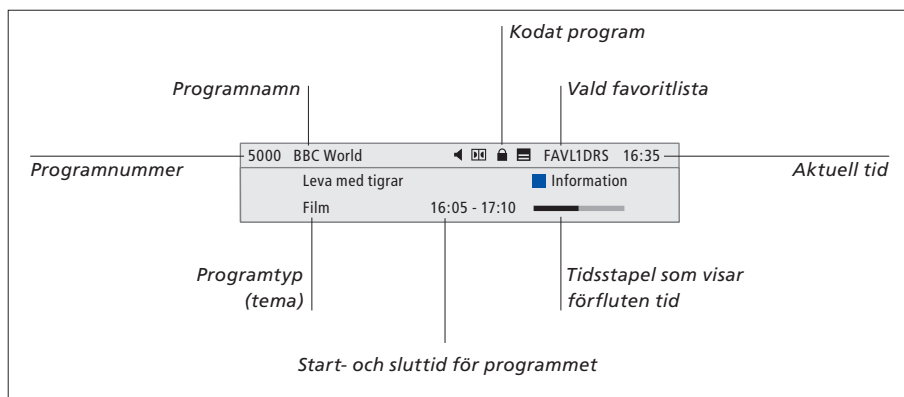 Kodat program
Programnamn
Vald favoritlista
Programnummer
5000 BBC World FAVL1DRS 16:35
Aktuell tid
Leva med tigrar Information
Film 16:05 - 17:10
Programtyp
(tema)
Tidsstapel som visar
förfluten tid
Start- och sluttid för programmet